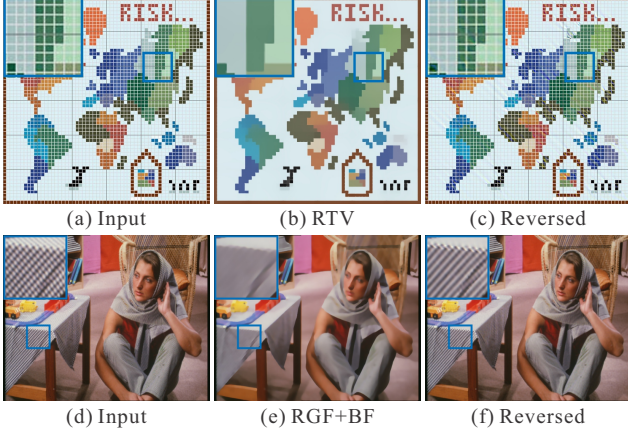 RISK...
RISK...
RISK...
(a) Input
(b) RTV
(c) Reversed
(d) Input
(e) RGF+BF
(f) Reversed